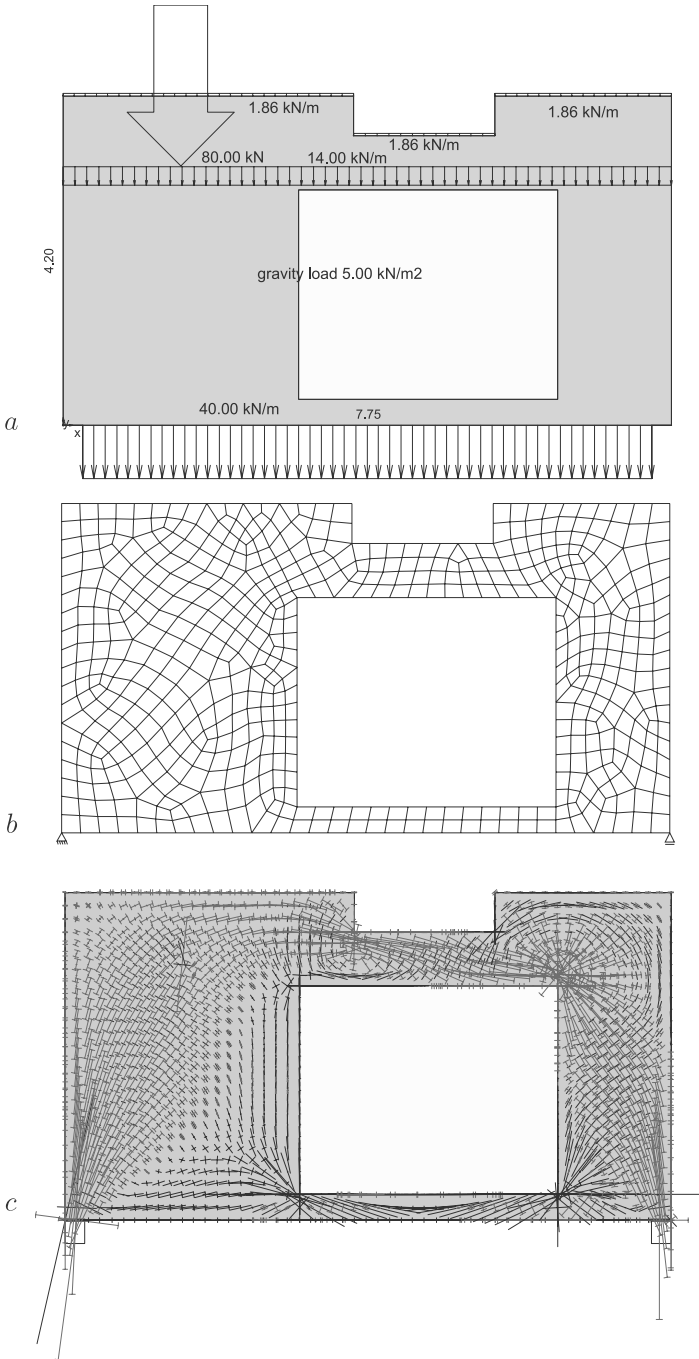 1.86 kN/m
1.86 kN/m
1.86 kN/m
80.00 kN
14.00 kN/m
4.20
gravity load 5.00 kN/m2
40.00 kN/m
7.75
a
y
x
b
c